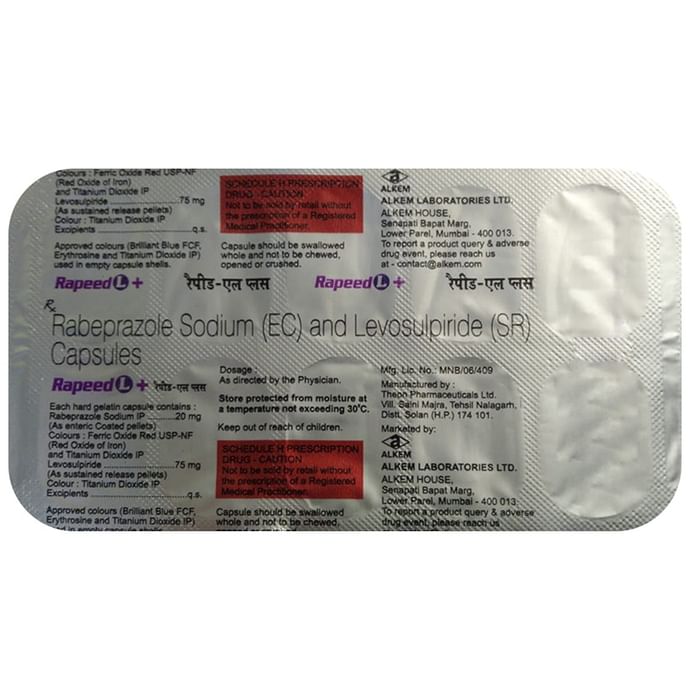 Colours : Ferric Oxide Red USP-NF
(Red Oxide of Iron)
and Titanium Dioxide IP
Levosulpiride ....................75 mg
(As sustained release pellets)
Colour : Titanium Dioxide IP
Excipients ..............................q.s.
Approved colours (Brilliant Blue FCF,
Erythrosine and Titanium Dioxide IP)
used in empty capsule shells.
SCHEDULE H PRESCRIPTION
DRUG - CAUTION
Not to be sold by retail without
the prescription of a Registered
Medical Practitioner.
Capsule should be swallowed
whole and not to be chewed,
opened or crushed.
ALKEM
ALKEM LABORATORIES LTD.
ALKEM HOUSE,
Senapati Bapat Marg,
Lower Parel, Mumbai - 400 013.
To report a product query & adverse
drug event, please reach us
at - contact@alkem.com
Rapeed L + रैपीड-एल प्लस Rapeed L + रैपीड-एल प्लस
Rx
Rabeprazole Sodium (EC) and Levosulpiride (SR)
Capsules
Rapeed L + रैपीड-एल प्लस
Each hard gelatin capsule contains :
Rabeprazole Sodium IP ..........20 mg
(As enteric Coated pellets)
Colours : Ferric Oxide Red USP-NF
(Red Oxide of Iron)
and Titanium Dioxide IP
Levosulpiride ....................75 mg
(As sustained release pellets)
Colour : Titanium Dioxide IP
Excipients ..............................q.s.
Approved colours (Brilliant Blue FCF,
Erythrosine and Titanium Dioxide IP)
used in empty capsule shells.
Dosage :
As directed by the Physician.
Store protected from moisture at
a temperature not exceeding 30°C.
Keep out of reach of children.
SCHEDULE H PRESCRIPTION
DRUG - CAUTION
Not to be sold by retail without
the prescription of a Registered
Medical Practitioner.
Capsule should be swallowed
whole and not to be chewed,
opened or crushed.
Mfg. Lic. No.: MNB/06/409
Manufactured by :
Theon Pharmaceuticals Ltd.
Vill. Saini Majra, Tehsil Nalagarh,
Distt. Solan (H.P.) 174 101.
Marketed by:
ALKEM
ALKEM LABORATORIES LTD.
ALKEM HOUSE,
Senapati Bapat Marg,
Lower Parel, Mumbai - 400 013.
To report a product query & adverse
drug event, please reach us